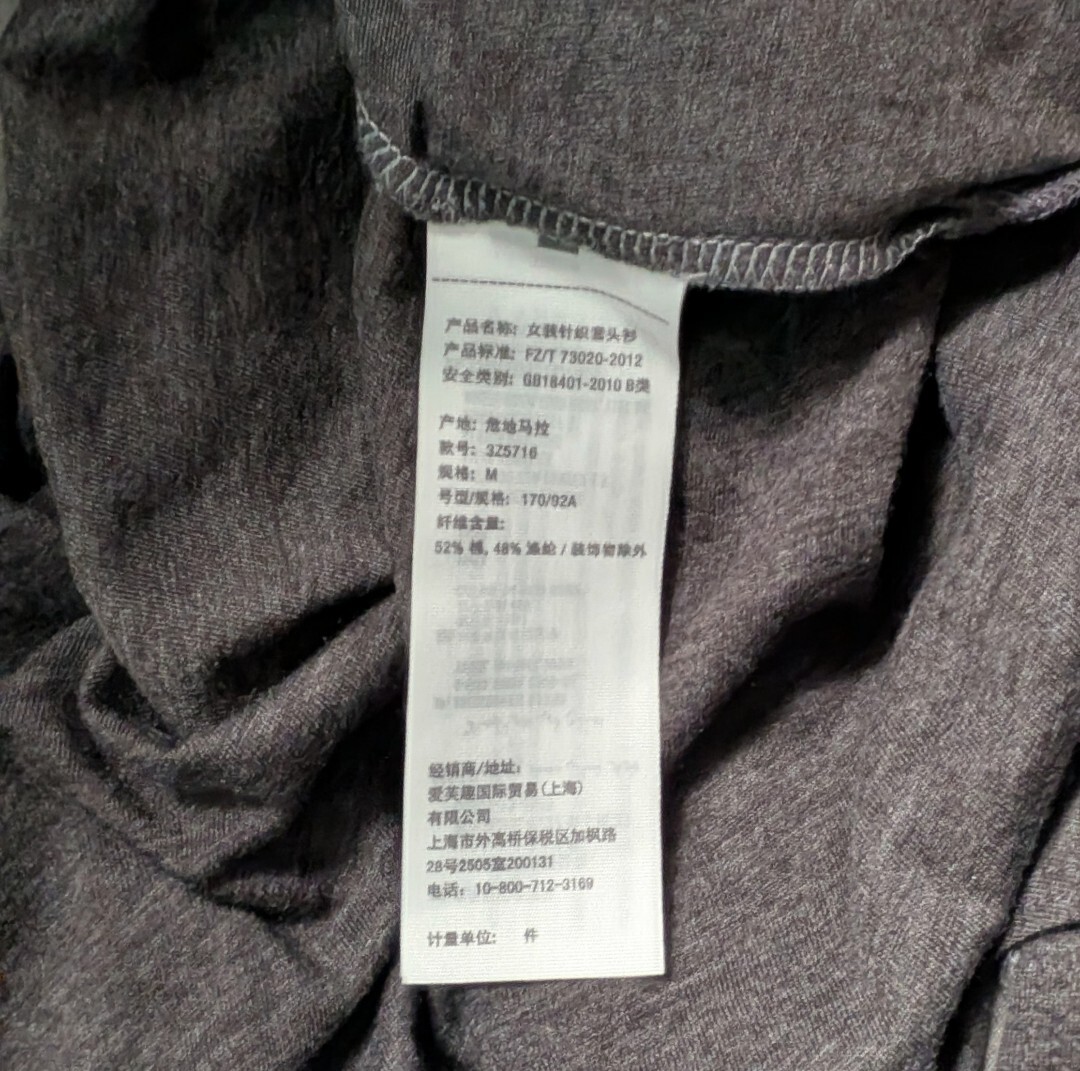 产品名称: 女装针织套头衫
产品标准: FZ/T 73020-2012
安全类别: GB18401-2010 B类
产地: 危地马拉
款号: 3Z5716
规格: M
号型/规格: 170/92A
纤维含量:
52% 棉, 48% 涤纶 / 装饰物除外
经销商/地址:
爱芙趣国际贸易(上海)
有限公司
上海市外高桥保税区加枫路
28号2505室200131
电话: 10-800-712-3169
计量单位: 件